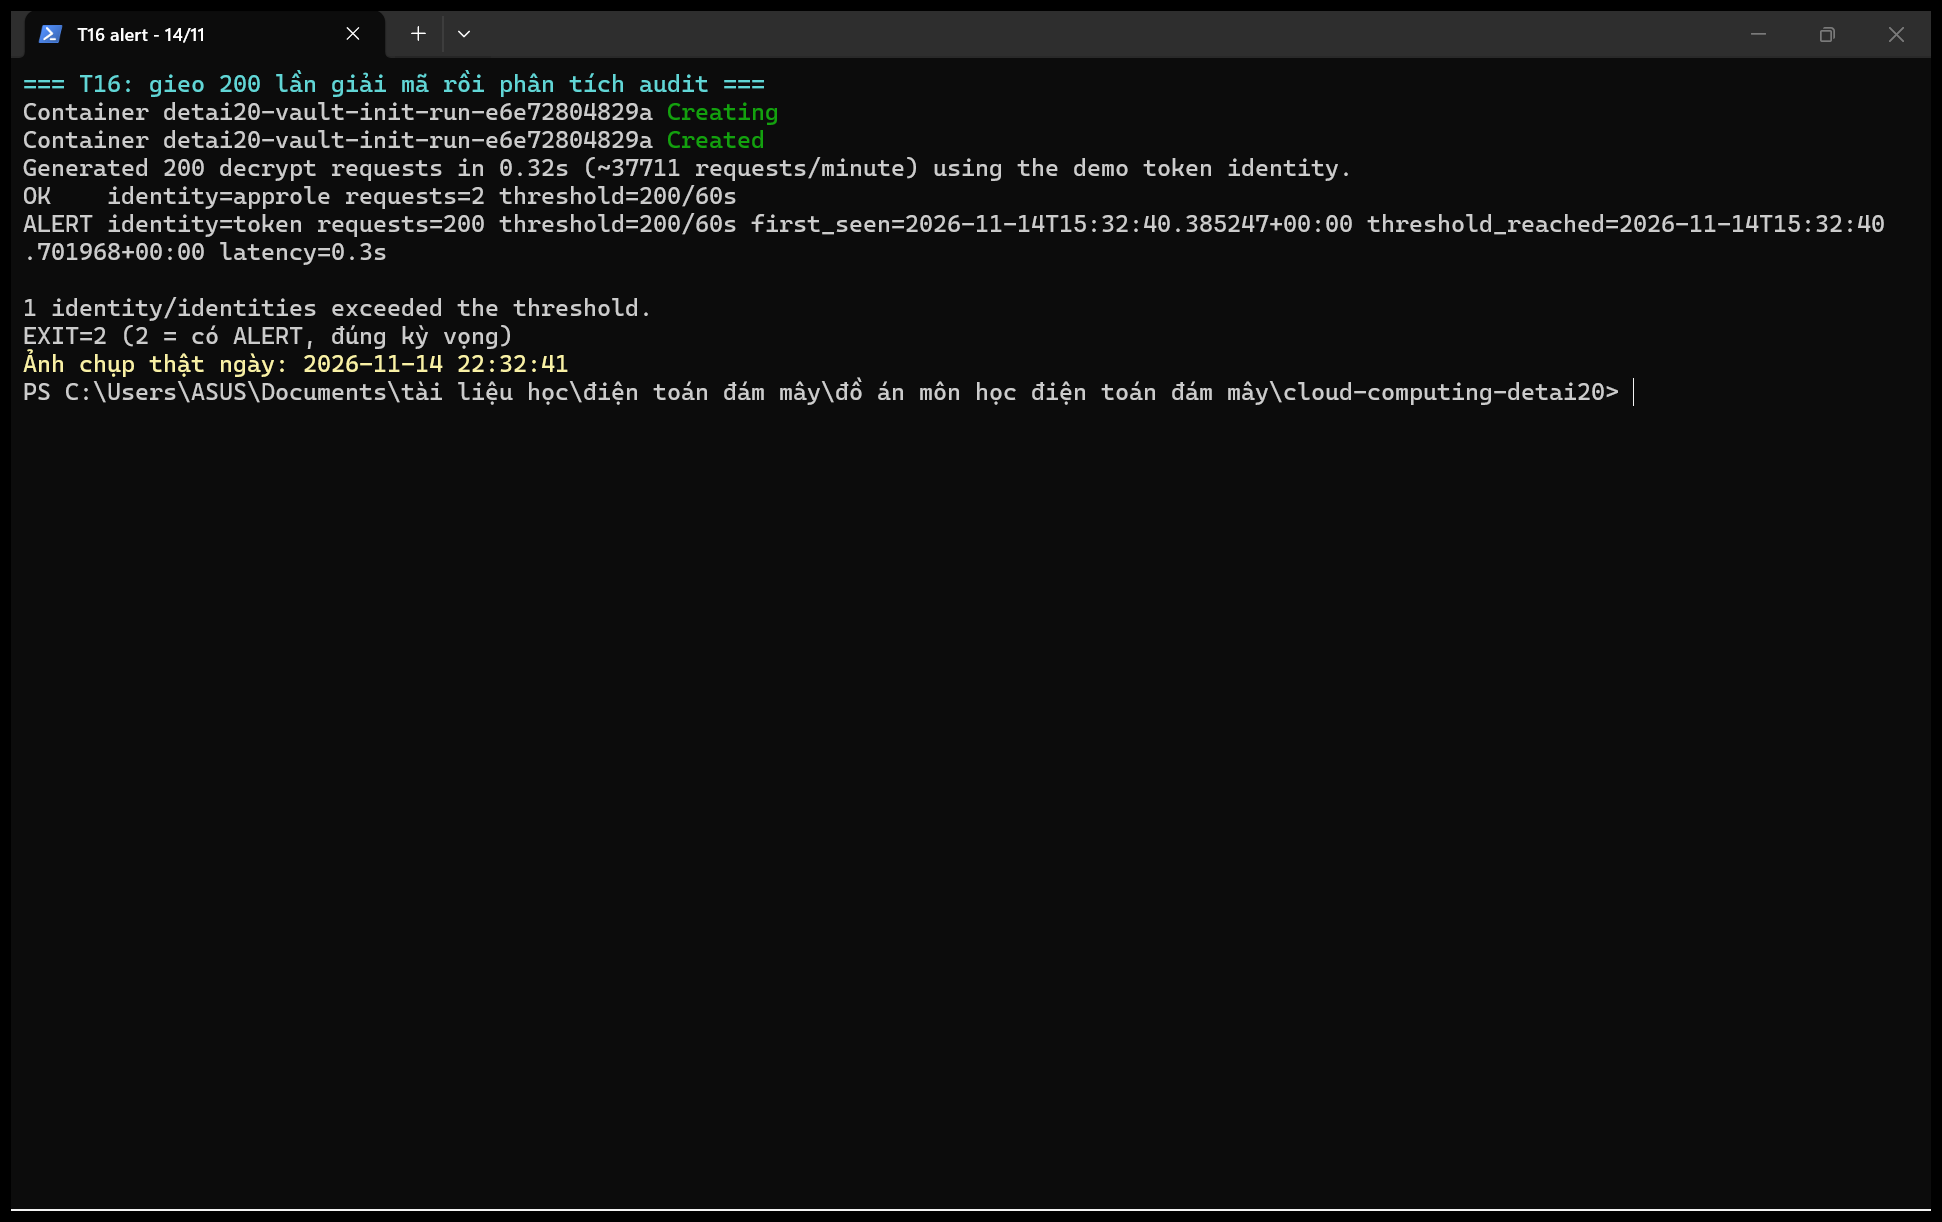 T16 alert - 14/11
=== T16: gieo 200 lần giải mã rồi phân tích audit ===
Container detai20-vault-init-run-e6e72804829a Creating
Container detai20-vault-init-run-e6e72804829a Created
Generated 200 decrypt requests in 0.32s (~37711 requests/minute) using the demo token identity.
OK    identity=approle requests=2 threshold=200/60s
ALERT identity=token requests=200 threshold=200/60s first_seen=2026-11-14T15:32:40.385247+00:00 threshold_reached=2026-11-14T15:32:40
.701968+00:00 latency=0.3s
1 identity/identities exceeded the threshold.
EXIT=2 (2 = có ALERT, đúng kỳ vọng)
Ảnh chụp thật ngày: 2026-11-14 22:32:41
PS C:\Users\ASUS\Documents\tài liệu học\điện toán đám mây\đồ án môn học điện toán đám mây\cloud-computing-detai20>